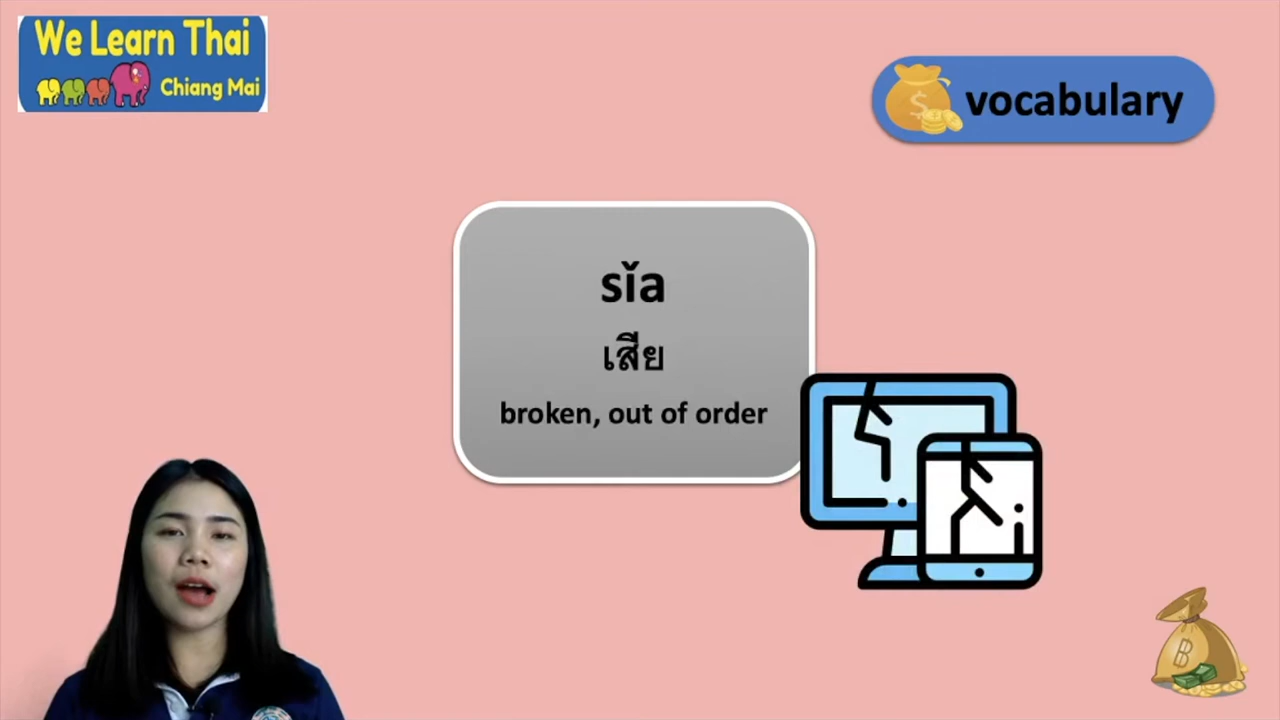 We Learn Thai
Chiang Mai
vocabulary
sǐa
เสีย
broken, out of order